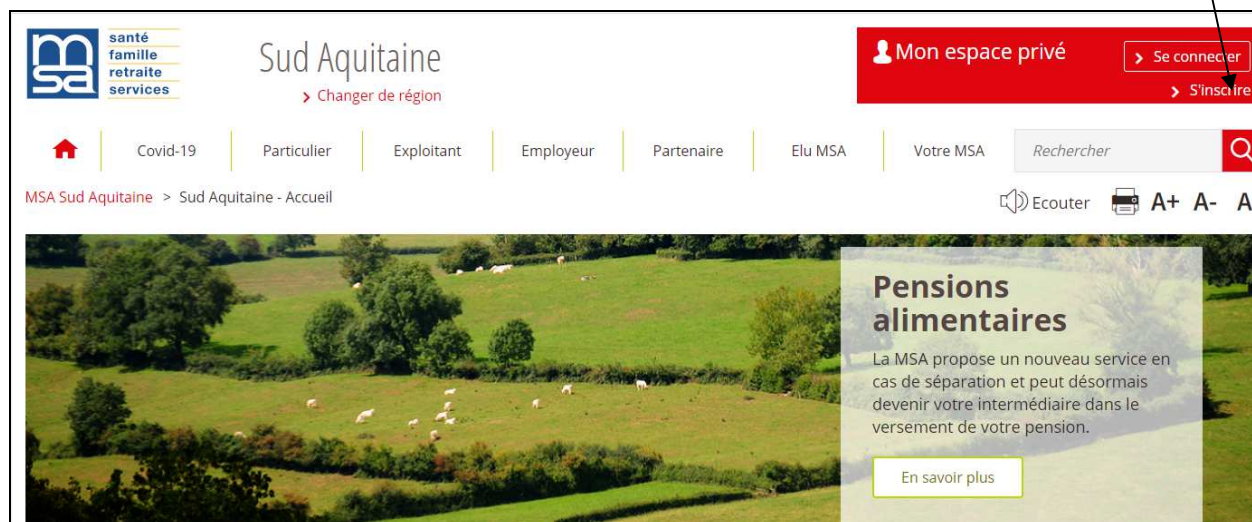 msa
santé
famille
retraite
services
Sud Aquitaine
Changer de région
Mon espace privé
Se connecter
S'inscrire
Covid-19
Particulier
Exploitant
Employeur
Partenaire
Elu MSA
Votre MSA
Rechercher
MSA Sud Aquitaine > Sud Aquitaine - Accueil
Ecouter
A+ A- A
Pensions
alimentaires
La MSA propose un nouveau service en
cas de séparation et peut désormais
devenir votre intermédiaire dans le
versement de votre pension.
En savoir plus